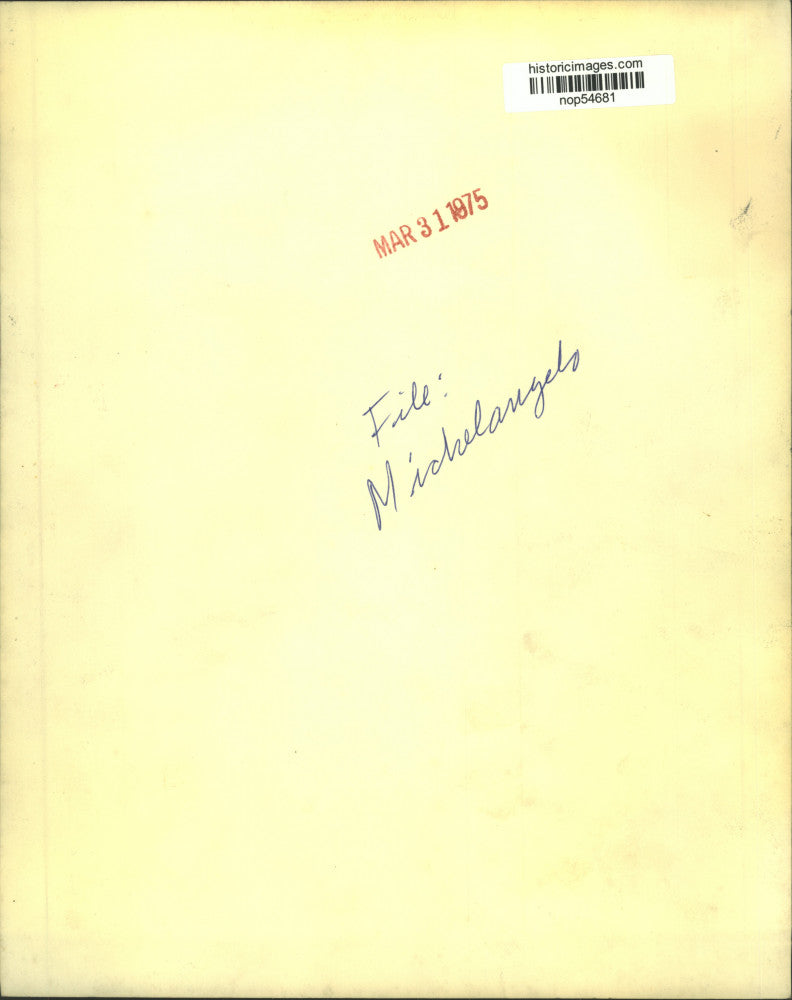 historicimages.com
nop54681
MAR 31 1975
File:
Michelangelo